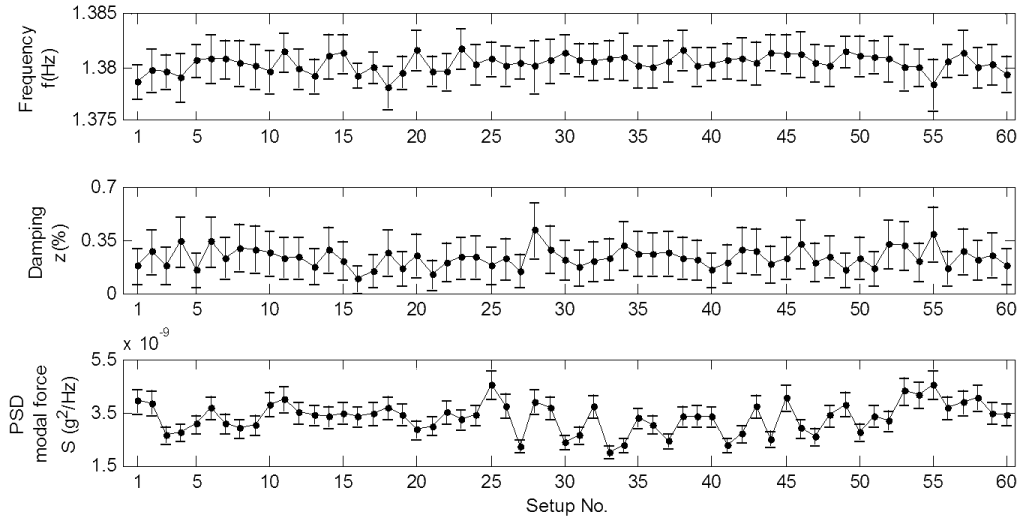 1.385
1.38
1.375
Frequency
f(Hz)
1 5 10 15 20 25 30 35 40 45 50 55 60
0.7
0.35
0
Damping
z(%)
1 5 10 15 20 25 30 35 40 45 50 55 60
x 10⁻⁹
5.5
3.5
1.5
PSD
modal force
S (g²/Hz)
1 5 10 15 20 25 30 35 40 45 50 55 60
Setup No.